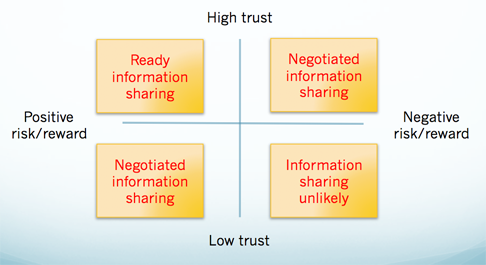 High trust
Ready
information
sharing
Negotiated
information
sharing
Positive
risk/reward
Negative
risk/reward
Negotiated
information
sharing
Information
sharing
unlikely
Low trust